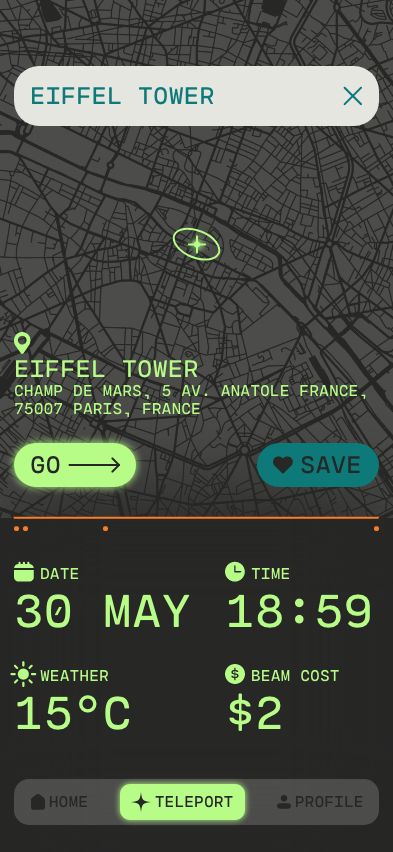 EIFFEL TOWER
EIFFEL TOWER
CHAMP DE MARS, 5 AV. ANATOLE FRANCE,
75007 PARIS, FRANCE
GO SAVE
DATE TIME
30 MAY 18:59
WEATHER BEAM COST
15°C $2
HOME TELEPORT PROFILE